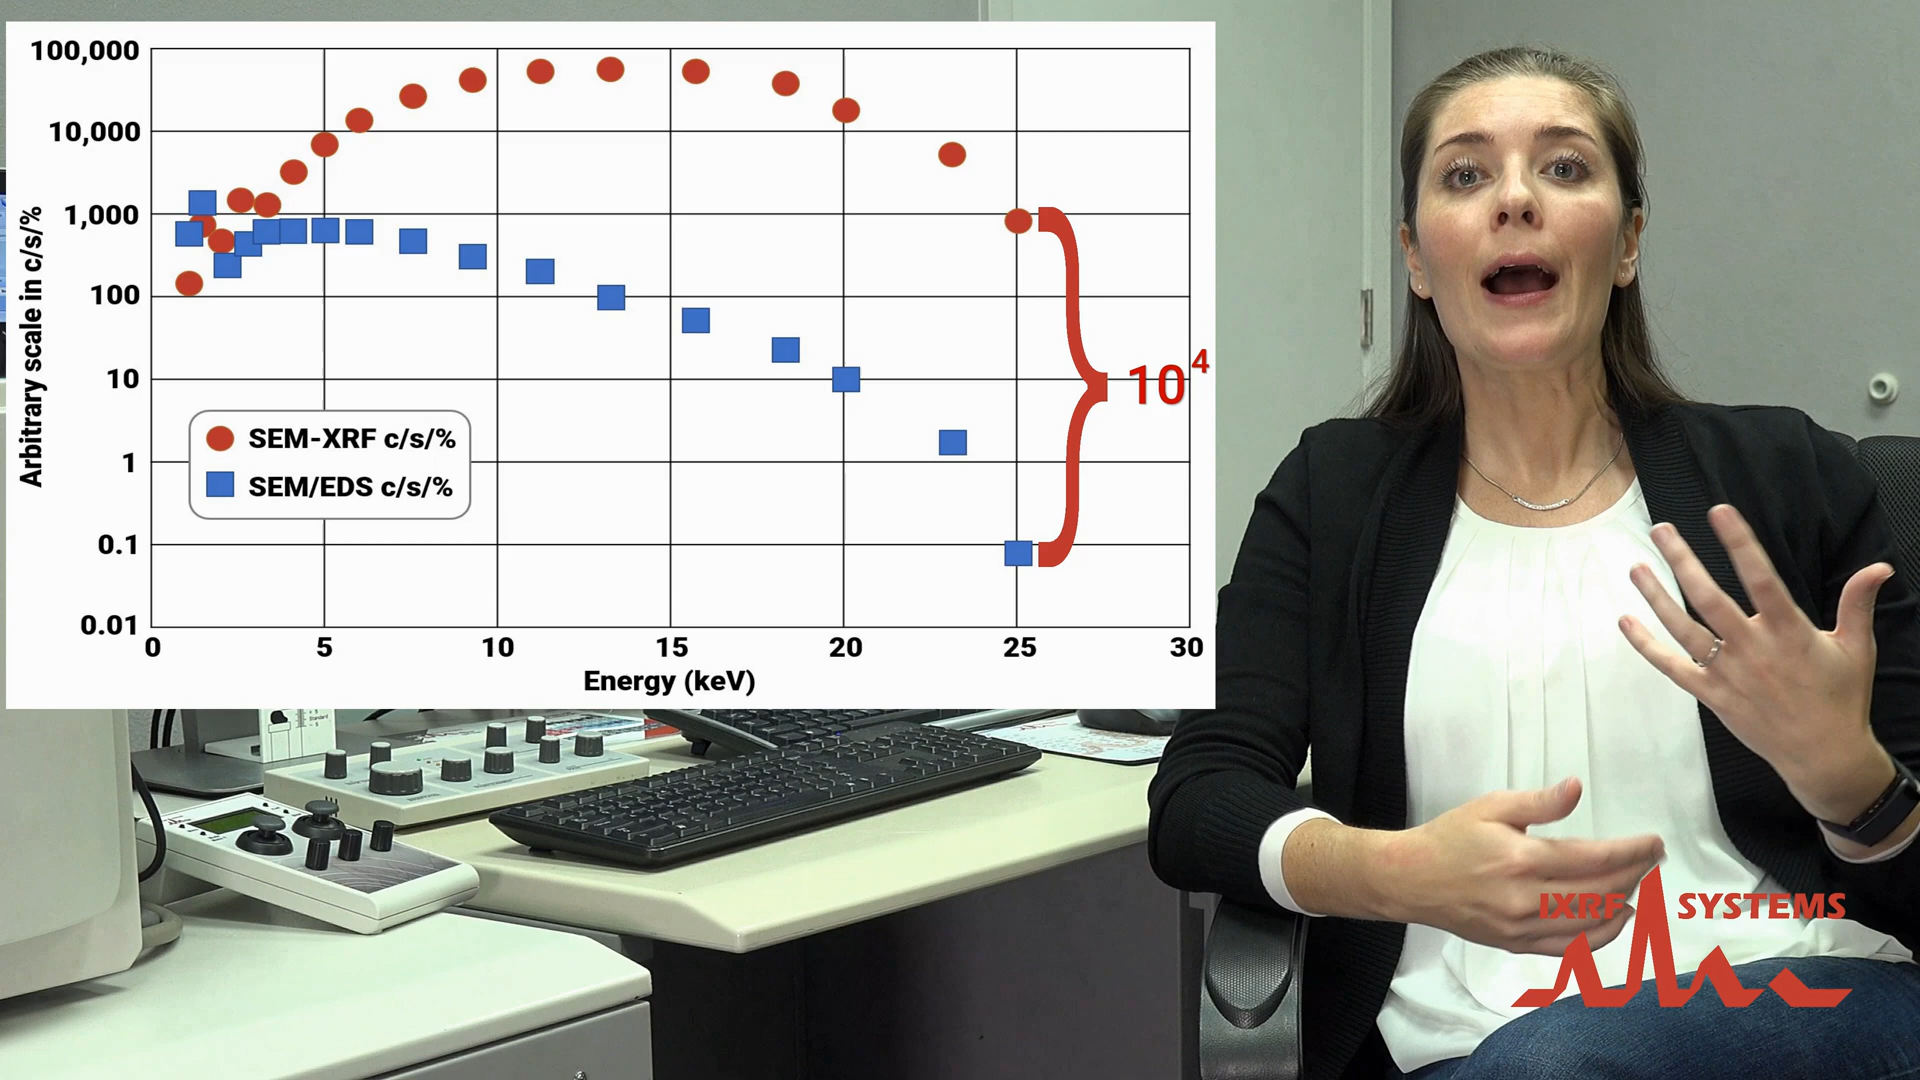 100,000
10,000
1,000
100
10
1
0.1
0.01
Arbitrary scale in c/s/%
SEM-XRF c/s/%
SEM/EDS c/s/%
10⁴
0 5 10 15 20 25 30
Energy (keV)
Standard
IXRF SYSTEMS